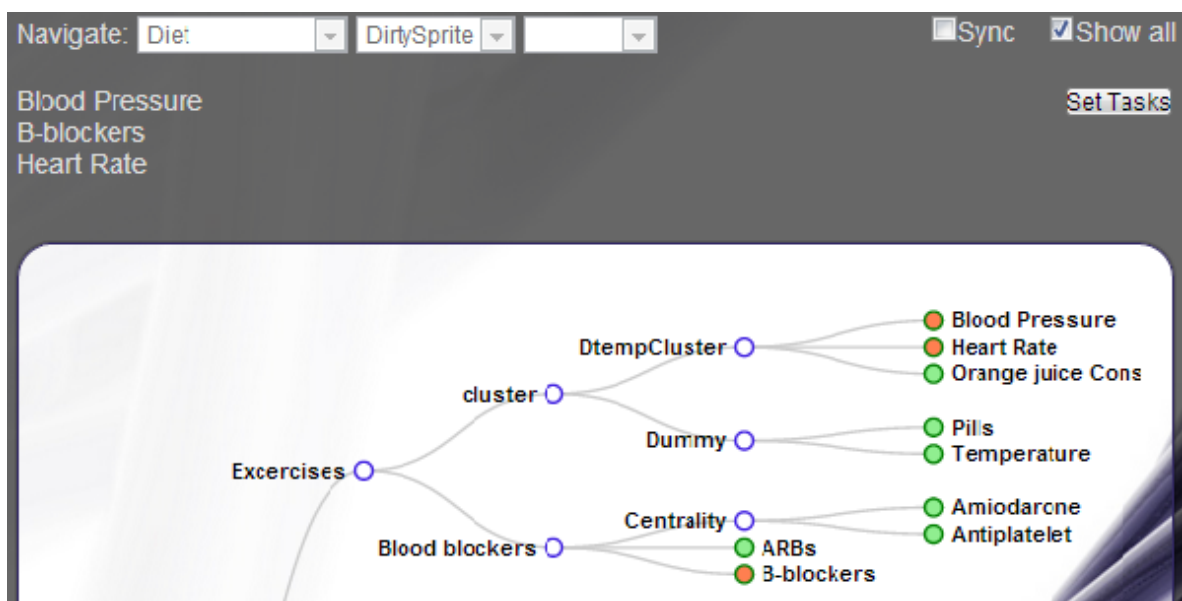 Navigate: Diet DirtySprite Sync Show all
Blood Pressure
Set Tasks
B-blockers
Heart Rate
Blood Pressure
DtempCluster
Heart Rate
Orange juice Cons
cluster
Pills
Dummy
Temperature
Excercises
Amiodarone
Centrality
Antiplatelet
Blood blockers
ARBs
B-blockers